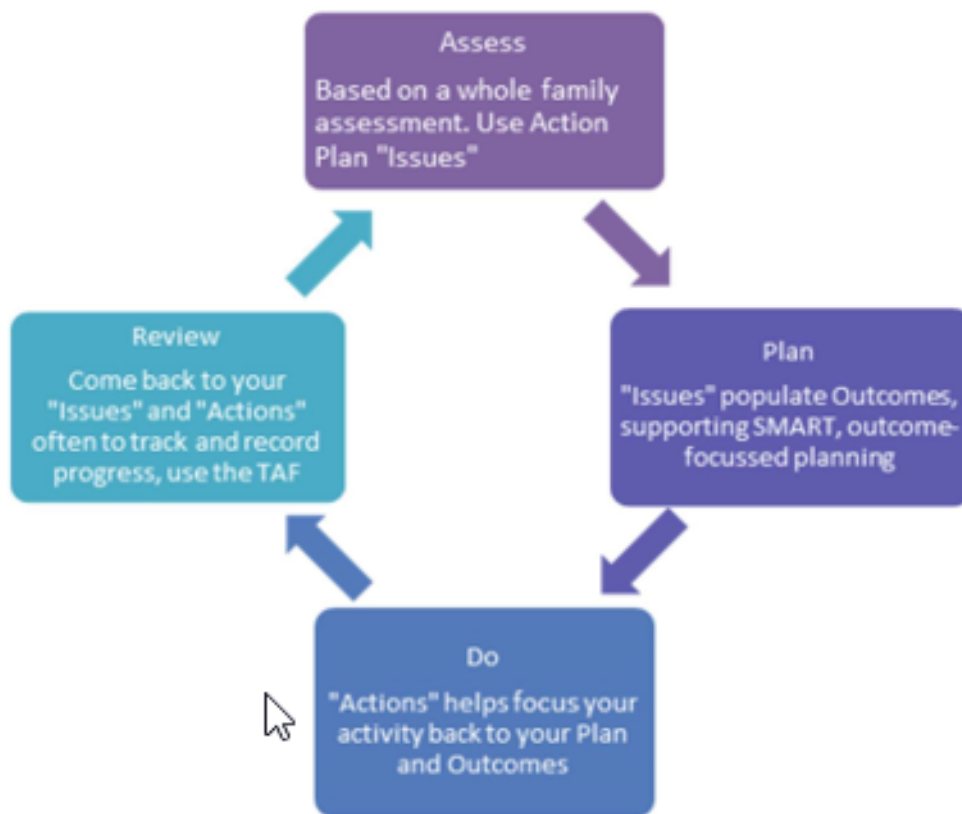 Assess
Based on a whole family
assessment. Use Action
Plan "Issues"
Plan
"Issues" populate Outcomes,
supporting SMART, outcome-
focussed planning
Do
"Actions" helps focus your
activity back to your Plan
and Outcomes
Review
Come back to your
"Issues" and "Actions"
often to track and record
progress, use the TAF